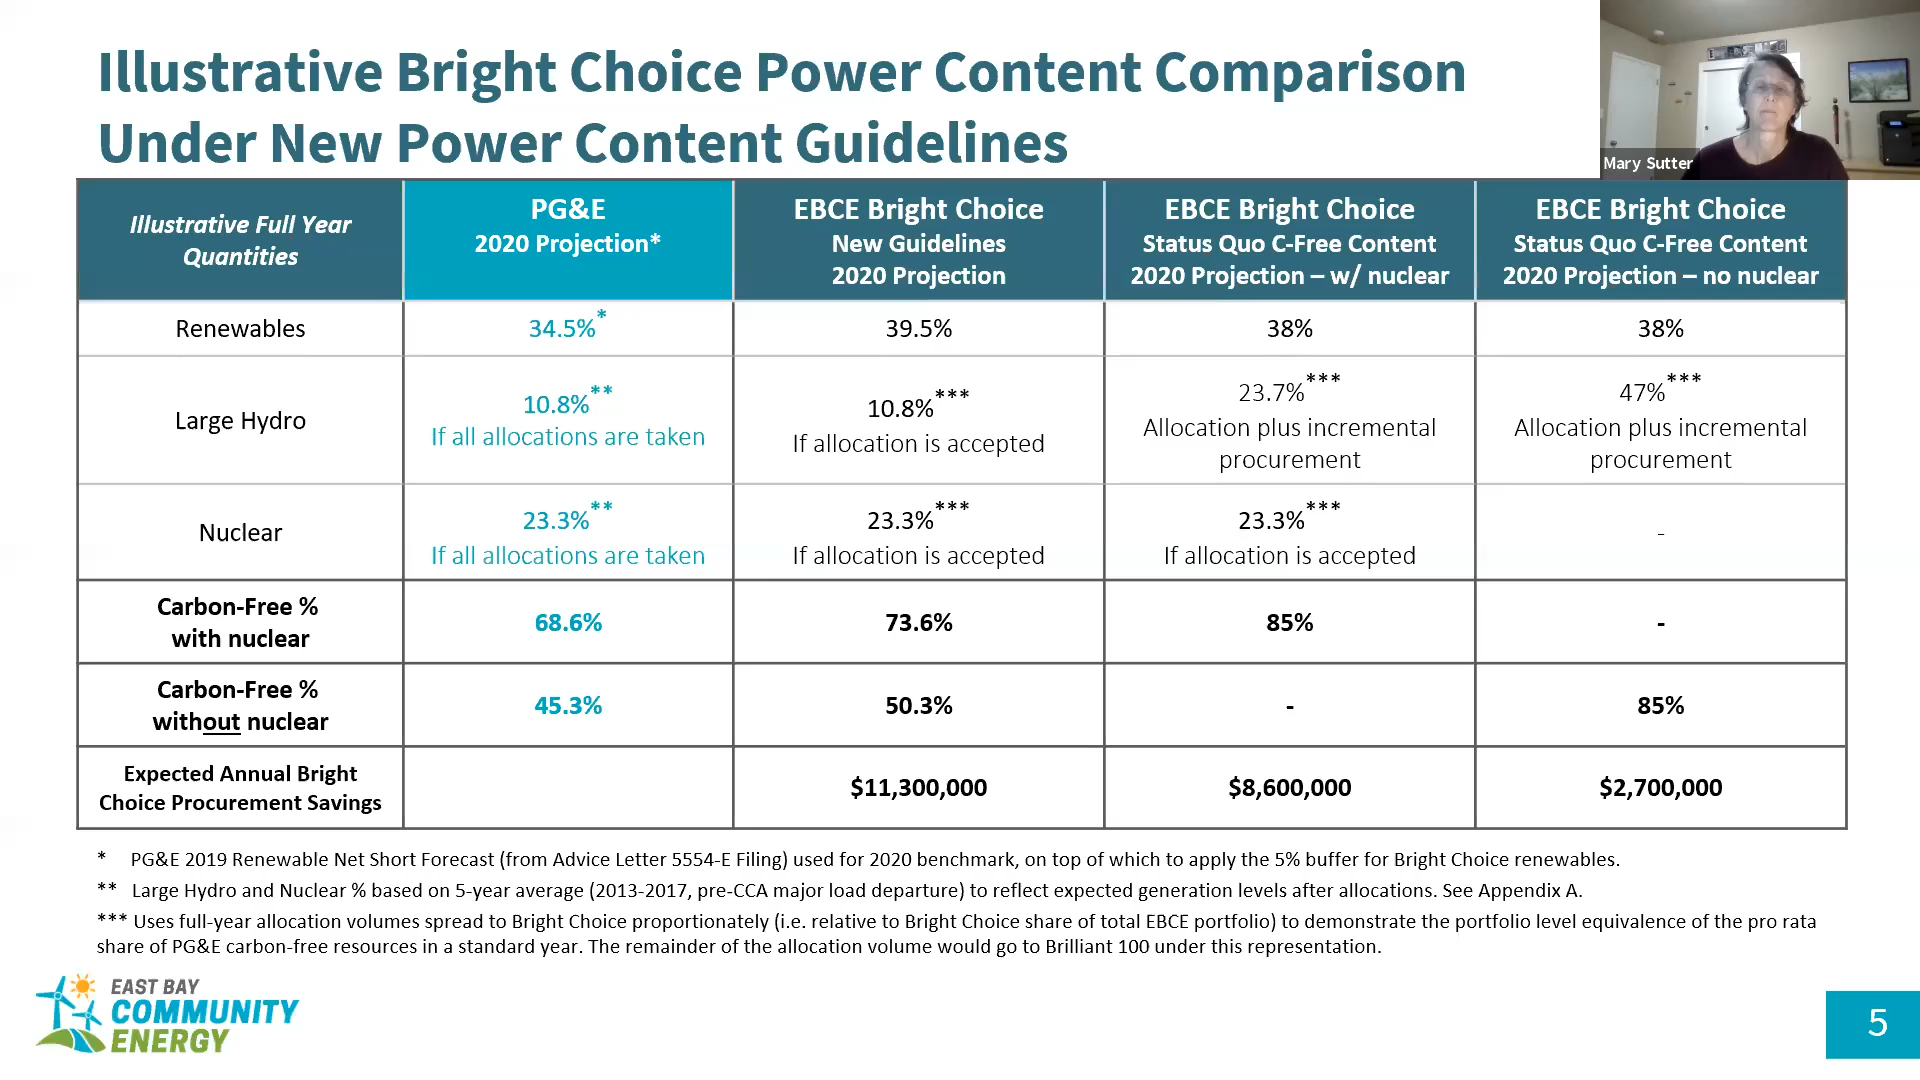 Illustrative Bright Choice Power Content Comparison
Under New Power Content Guidelines
Mary Sutter
Illustrative Full Year
Quantities
PG&E
2020 Projection*
EBCE Bright Choice
New Guidelines
2020 Projection
EBCE Bright Choice
Status Quo C-Free Content
2020 Projection – w/ nuclear
EBCE Bright Choice
Status Quo C-Free Content
2020 Projection – no nuclear
Renewables
34.5%*
39.5%
38%
38%
Large Hydro
10.8%**
If all allocations are taken
10.8%***
If allocation is accepted
23.7%***
Allocation plus incremental
procurement
47%***
Allocation plus incremental
procurement
Nuclear
23.3%**
If all allocations are taken
23.3%***
If allocation is accepted
23.3%***
If allocation is accepted
-
Carbon-Free %
with nuclear
68.6%
73.6%
85%
-
Carbon-Free %
without nuclear
45.3%
50.3%
-
85%
Expected Annual Bright
Choice Procurement Savings
$11,300,000
$8,600,000
$2,700,000
* PG&E 2019 Renewable Net Short Forecast (from Advice Letter 5554-E Filing) used for 2020 benchmark, on top of which to apply the 5% buffer for Bright Choice renewables.
** Large Hydro and Nuclear % based on 5-year average (2013-2017, pre-CCA major load departure) to reflect expected generation levels after allocations. See Appendix A.
*** Uses full-year allocation volumes spread to Bright Choice proportionately (i.e. relative to Bright Choice share of total EBCE portfolio) to demonstrate the portfolio level equivalence of the pro rata
share of PG&E carbon-free resources in a standard year. The remainder of the allocation volume would go to Brilliant 100 under this representation.
EAST BAY
COMMUNITY
ENERGY
5